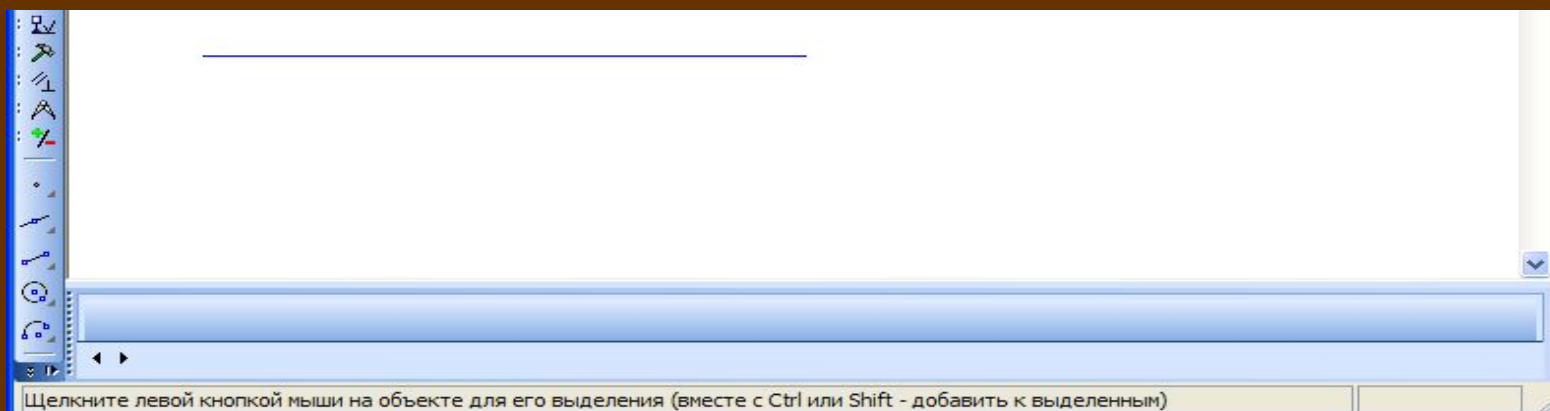 Щелкните левой кнопкой мыши на объекте для его выделения (вместе с Ctrl или Shift - добавить к выделенным)